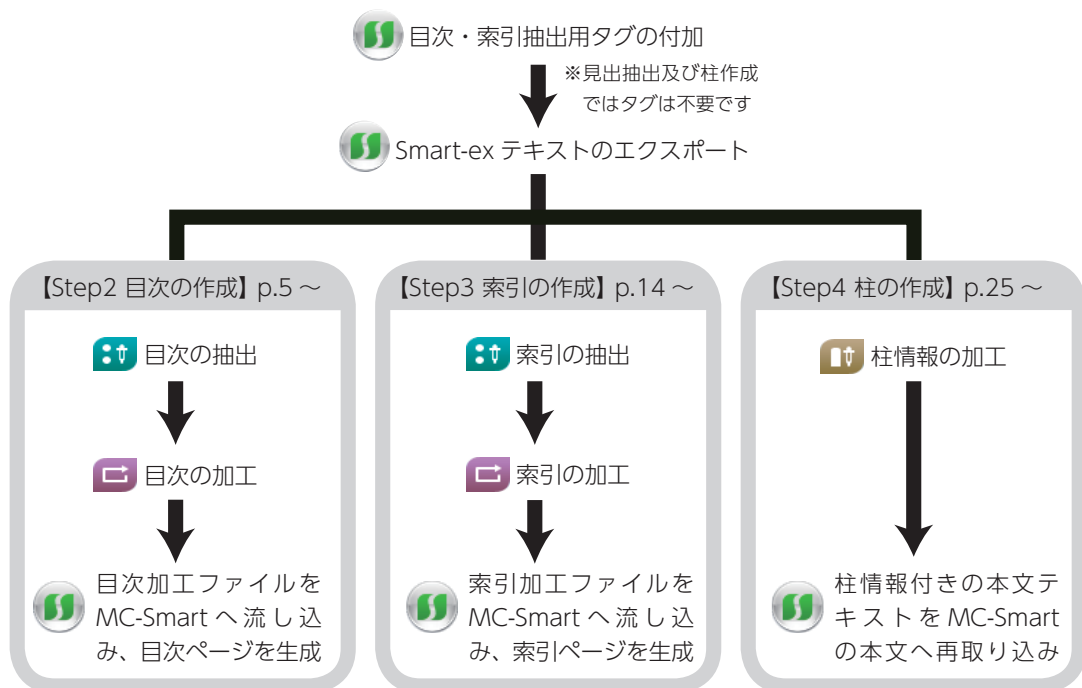 目次・索引抽出用タグの付加
※見出抽出及び柱作成
ではタグは不要です
Smart-ex テキストのエクスポート
【Step2 目次の作成】p.5 ～
目次の抽出
目次の加工
目次加工ファイルを
MC-Smart へ流し込
み、目次ページを生成
【Step3 索引の作成】p.14 ～
索引の抽出
索引の加工
索引加工ファイルを
MC-Smart へ流し込
み、索引ページを生成
【Step4 柱の作成】p.25 ～
柱情報の加工
柱情報付きの本文テ
キストを MC-Smart
の本文へ再取り込み